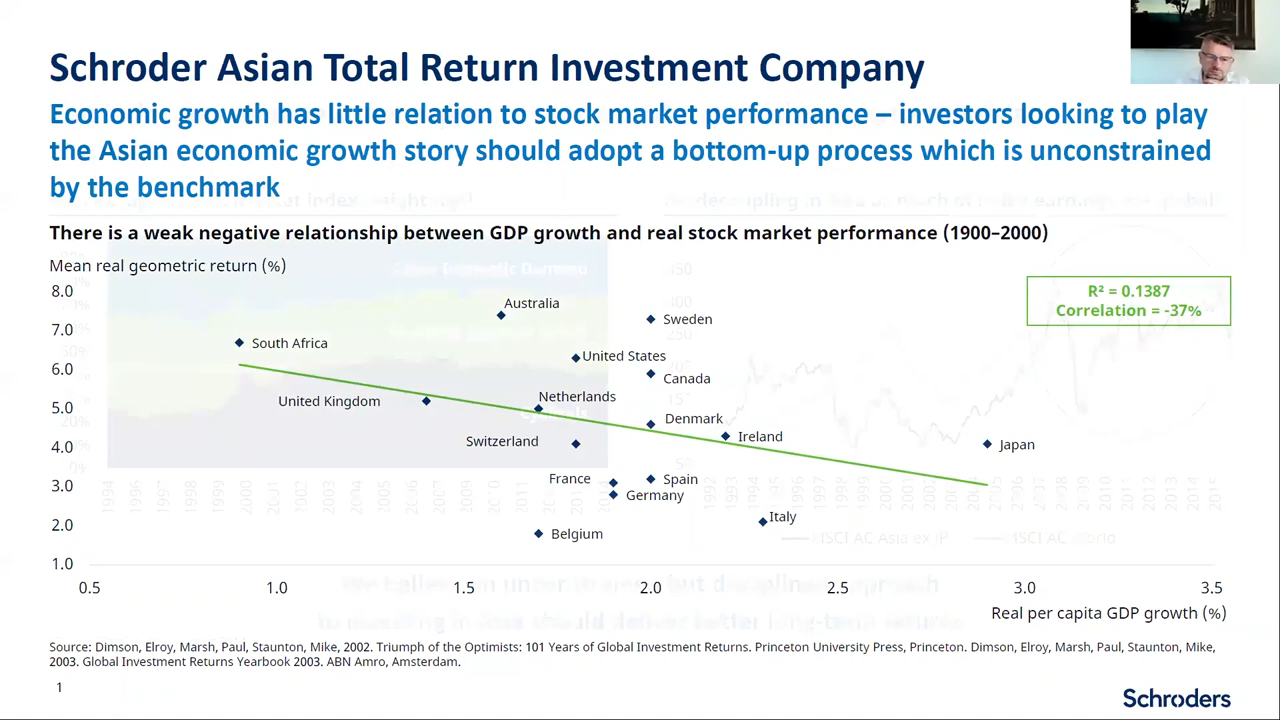 Schroder Asian Total Return Investment Company
Economic growth has little relation to stock market performance – investors looking to play
the Asian economic growth story should adopt a bottom-up process which is unconstrained
by the benchmark
There is a weak negative relationship between GDP growth and real stock market performance (1900–2000)
Mean real geometric return (%)
8.0
7.0
6.0
5.0
4.0
3.0
2.0
1.0
R² = 0.1387
Correlation = -37%
Australia
Sweden
South Africa
United States
Canada
Netherlands
United Kingdom
Denmark
Ireland
Switzerland
Japan
France
Spain
Germany
Italy
Belgium
0.5 1.0 1.5 2.0 2.5 3.0 3.5
Real per capita GDP growth (%)
Source: Dimson, Elroy, Marsh, Paul, Staunton, Mike, 2002. Triumph of the Optimists: 101 Years of Global Investment Returns. Princeton University Press, Princeton. Dimson, Elroy, Marsh, Paul, Staunton, Mike,
2003. Global Investment Returns Yearbook 2003. ABN Amro, Amsterdam.
1
Schroders